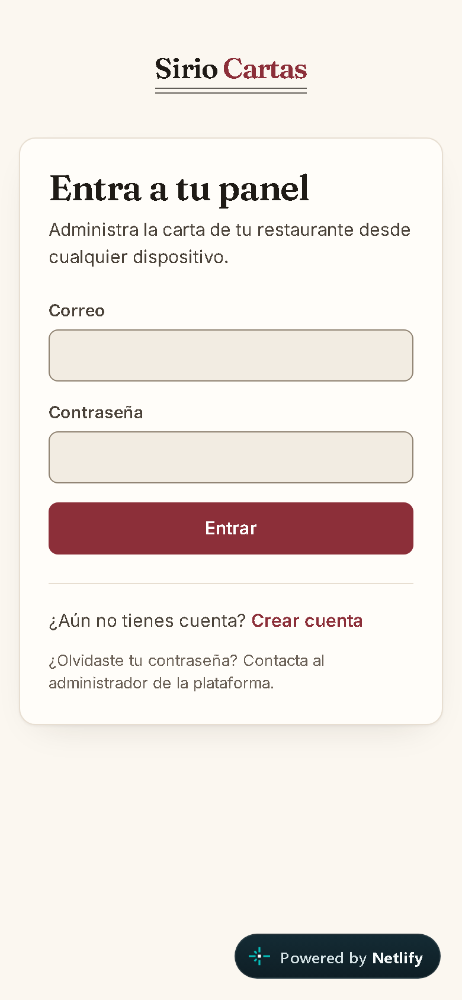 Sirio Cartas
Entra a tu panel
Administra la carta de tu restaurante desde
cualquier dispositivo.
Correo
Contraseña
Entrar
¿Aún no tienes cuenta? Crear cuenta
¿Olvidaste tu contraseña? Contacta al
administrador de la plataforma.
Powered by Netlify